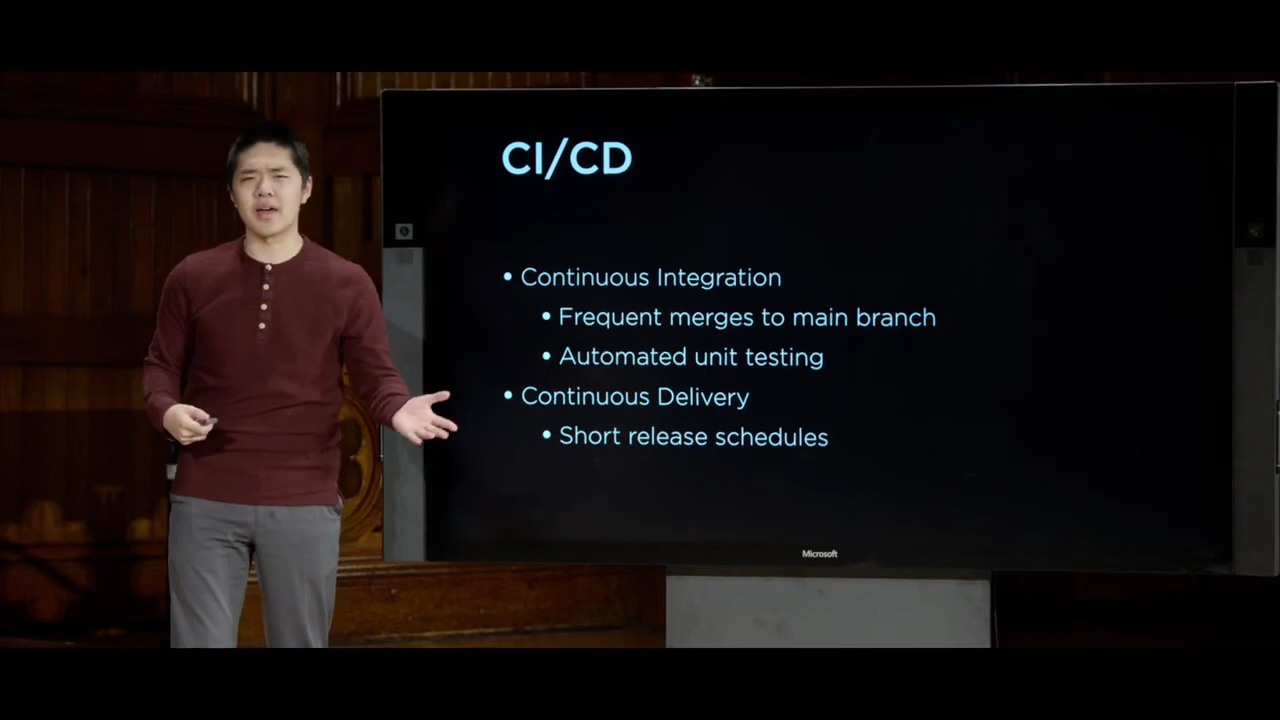 CI/CD
• Continuous Integration
• Frequent merges to main branch
• Automated unit testing
• Continuous Delivery
• Short release schedules
Microsoft